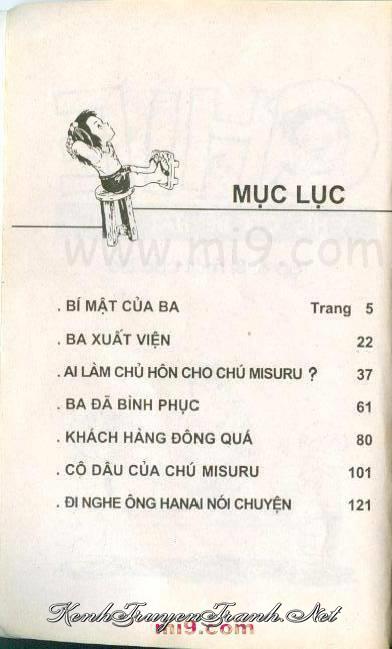 MỤC LỤC
www.mi9.com
. BÍ MẬT CỦA BA Trang 5
. BA XUẤT VIỆN 22
. AI LÀM CHỦ HÔN CHO CHÚ MISURU ? 37
. BA ĐÃ BÌNH PHỤC 61
. KHÁCH HÀNG ĐÔNG QUÁ 80
. CÔ DÂU CỦA CHÚ MISURU 101
. ĐI NGHE ÔNG HANAI NÓI CHUYỆN 121
KenhTruyenTranh.Net
mi9.com